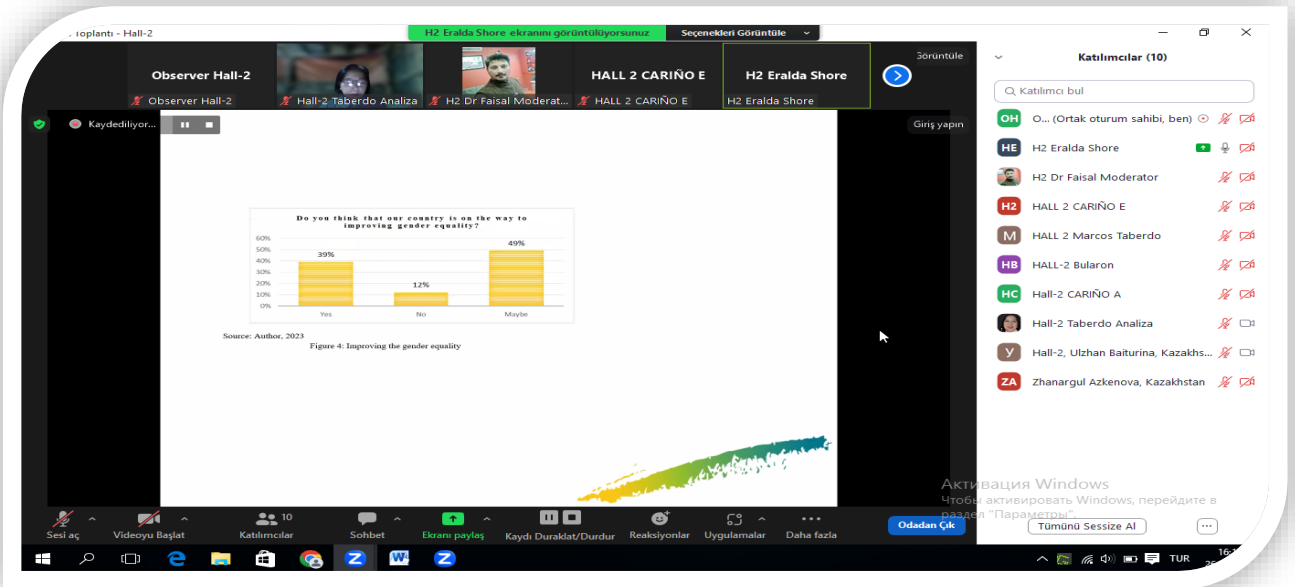 Toplantı - Hall-2
H2 Eralda Shore ekranını görüntülüyorsunuz
Seçenekleri Görüntüle
Observer Hall-2
HALL 2 CARIÑO E
H2 Eralda Shore
Observer Hall-2
Hall-2 Taberdo Analiza
H2 Dr Faisal Moderat...
HALL 2 CARIÑO E
H2 Eralda Shore
Görüntüle
Kaydediliyor...
Giriş yapın
Do you think that our country is on the way to
improving gender equality?
60%
50%
40%
30%
20%
10%
0%
39%
12%
49%
Yes
No
Maybe
Source: Author, 2023
Figure 4: Improving the gender equality
Katılımcılar (10)
Katılımcı bul
OH O... (Ortak oturum sahibi, ben)
HE H2 Eralda Shore
H2 Dr Faisal Moderator
H2 HALL 2 CARIÑO E
M HALL 2 Marcos Taberdo
HB HALL-2 Bularon
HC Hall-2 CARIÑO A
Hall-2 Taberdo Analiza
У Hall-2, Ulzhan Baiturina, Kazakhs...
ZA Zhanargul Azkenova, Kazakhstan
Активация Windows
Чтобы активировать Windows, перейдите в
раздел "Параметры".
Tümünü Sessize Al
Sesi aç
Videoyu Başlat
10
Katılımcılar
Sohbet
Ekranı paylaş
Kaydı Duraklat/Durdur
Reaksiyonlar
Uygulamalar
Daha fazla
Odadan Çık
TUR